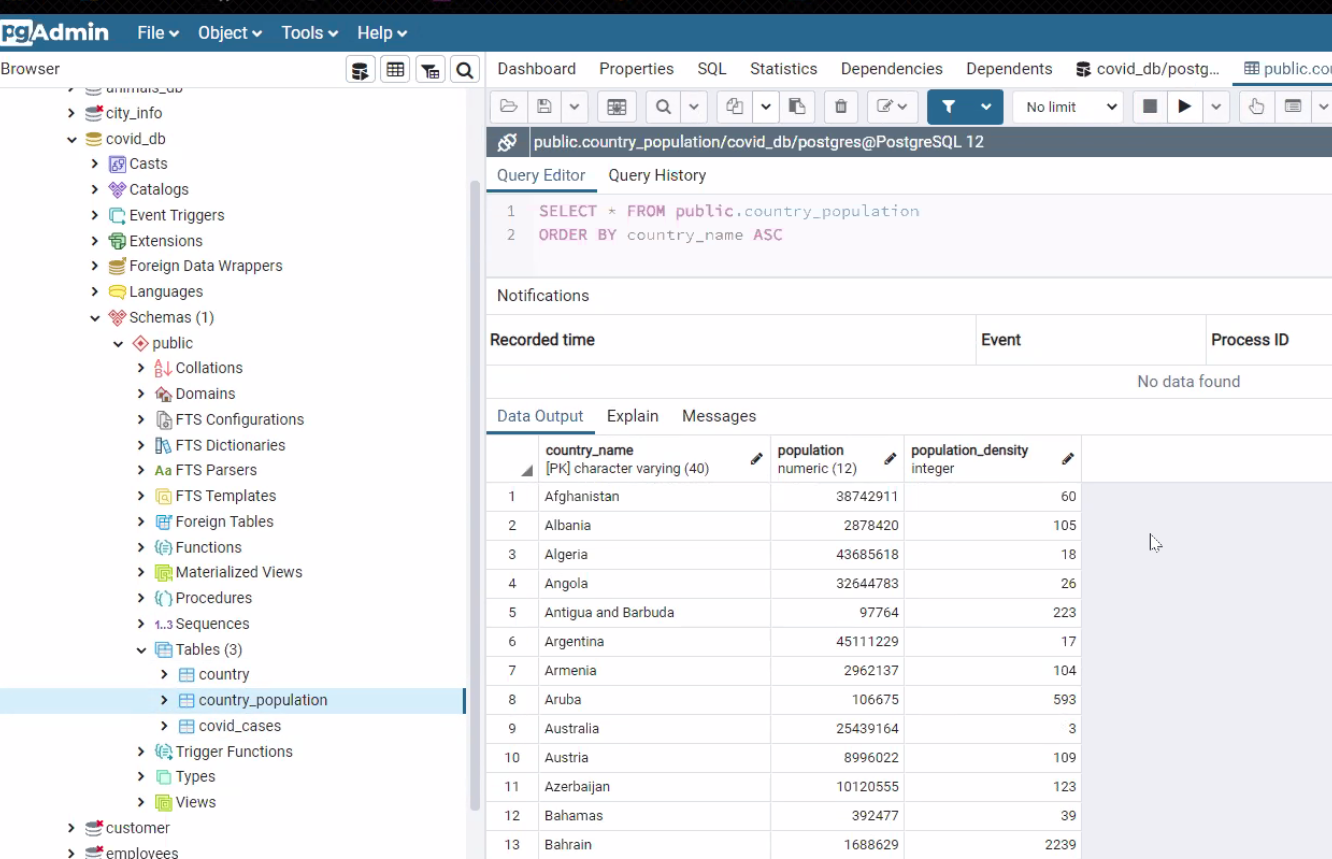 pgAdmin File Object Tools Help
Browser
Dashboard Properties SQL Statistics Dependencies Dependents covid_db/postg... public.cou
animals_db
city_info
covid_db
Casts
Catalogs
Event Triggers
Extensions
Foreign Data Wrappers
Languages
Schemas (1)
public
Collations
Domains
FTS Configurations
FTS Dictionaries
Aa FTS Parsers
FTS Templates
Foreign Tables
Functions
Materialized Views
Procedures
1..3 Sequences
Tables (3)
country
country_population
covid_cases
Trigger Functions
Types
Views
customer
employees
No limit
public.country_population/covid_db/postgres@PostgreSQL 12
Query Editor Query History
1 SELECT * FROM public.country_population
2 ORDER BY country_name ASC
Notifications
Recorded time Event Process ID
No data found
Data Output Explain Messages
country_name population population_density
[PK] character varying (40) numeric (12) integer
1 Afghanistan 38742911 60
2 Albania 2878420 105
3 Algeria 43685618 18
4 Angola 32644783 26
5 Antigua and Barbuda 97764 223
6 Argentina 45111229 17
7 Armenia 2962137 104
8 Aruba 106675 593
9 Australia 25439164 3
10 Austria 8996022 109
11 Azerbaijan 10120555 123
12 Bahamas 392477 39
13 Bahrain 1688629 2239